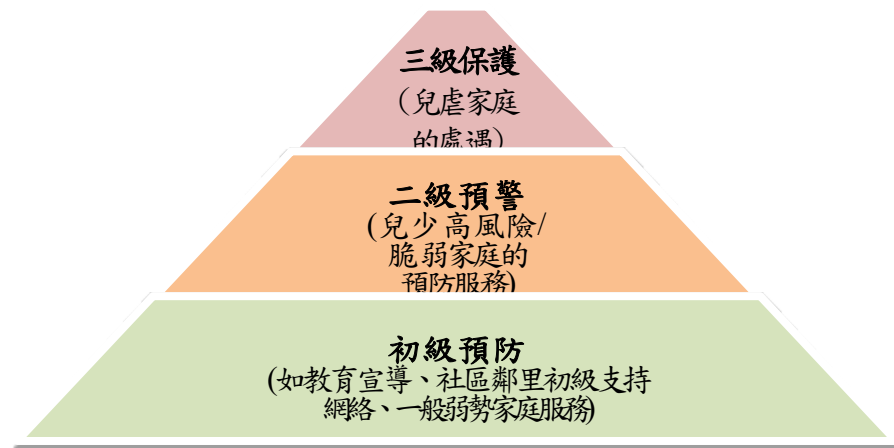 三級保護
（兒虐家庭
的處遇）
二級預警
(兒少高風險/
脆弱家庭的
預防服務)
初級預防
(如教育宣導、社區鄰里初級支持
網絡、一般弱勢家庭服務)